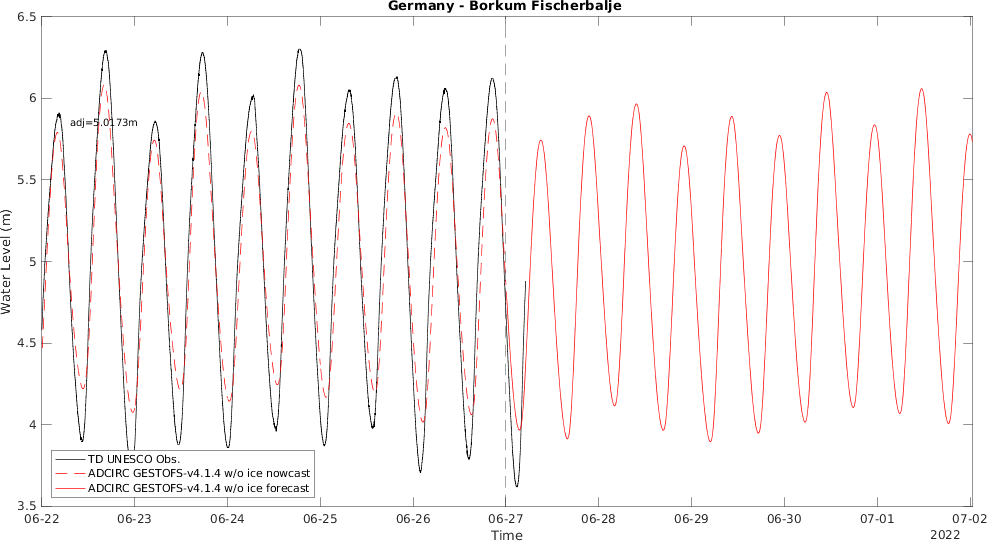 Germany - Borkum Fischerbalje
6.5
6
5.5
5
4.5
4
3.5
Water Level (m)
adj=5.0173m
TD UNESCO Obs.
ADCIRC GESTOFS-v4.1.4 w/o ice nowcast
ADCIRC GESTOFS-v4.1.4 w/o ice forecast
06-22 06-23 06-24 06-25 06-26 06-27 06-28 06-29 06-30 07-01 07-02
Time
2022